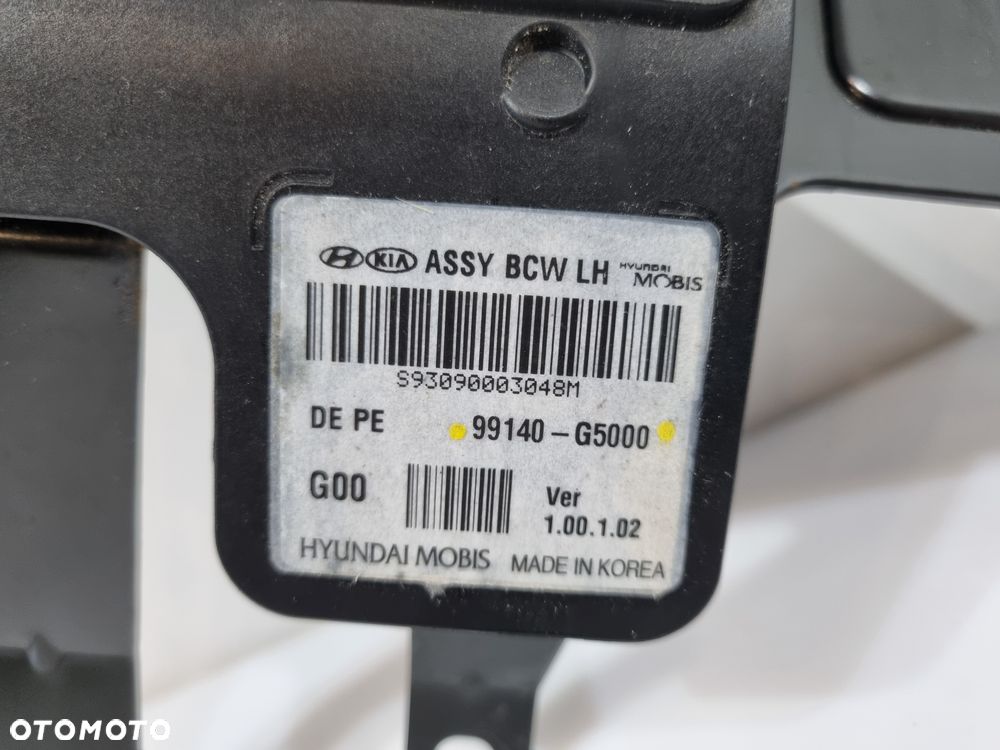 KIA ASSY BCW LH HYUNDAI MOBIS
S93090003048M
DE PE 99140-G5000
G00 Ver 1.00.1.02
HYUNDAI MOBIS MADE IN KOREA
OTOMOTO